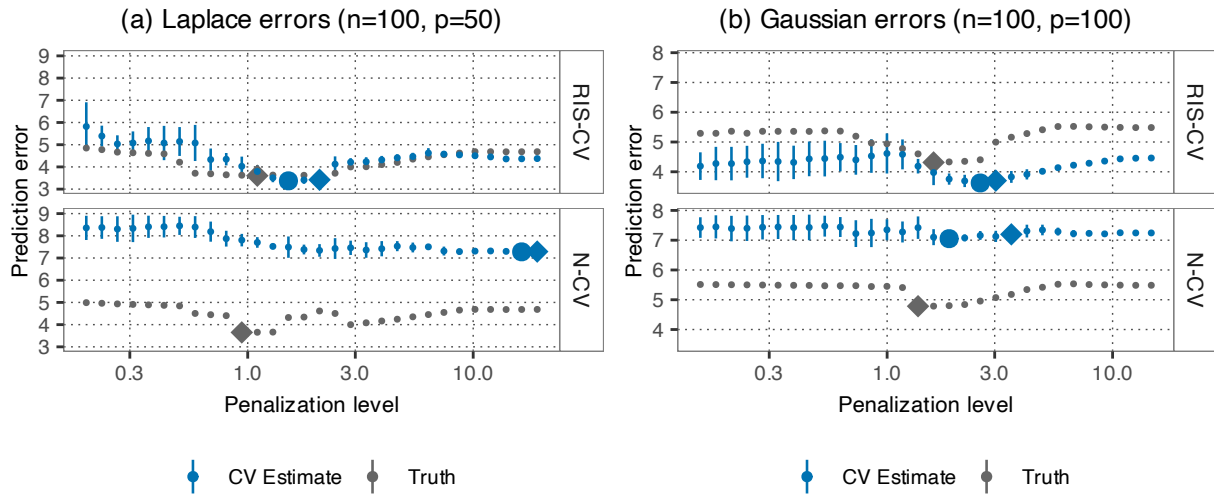 (a) Laplace errors (n=100, p=50)
(b) Gaussian errors (n=100, p=100)
Prediction error
9
8
7
6
5
4
3
RIS-CV
9
8
7
6
5
4
3
N-CV
0.3
1.0
3.0
10.0
Penalization level
Prediction error
8
7
6
5
4
RIS-CV
8
7
6
5
4
N-CV
0.3
1.0
3.0
10.0
Penalization level
CV Estimate
Truth
CV Estimate
Truth